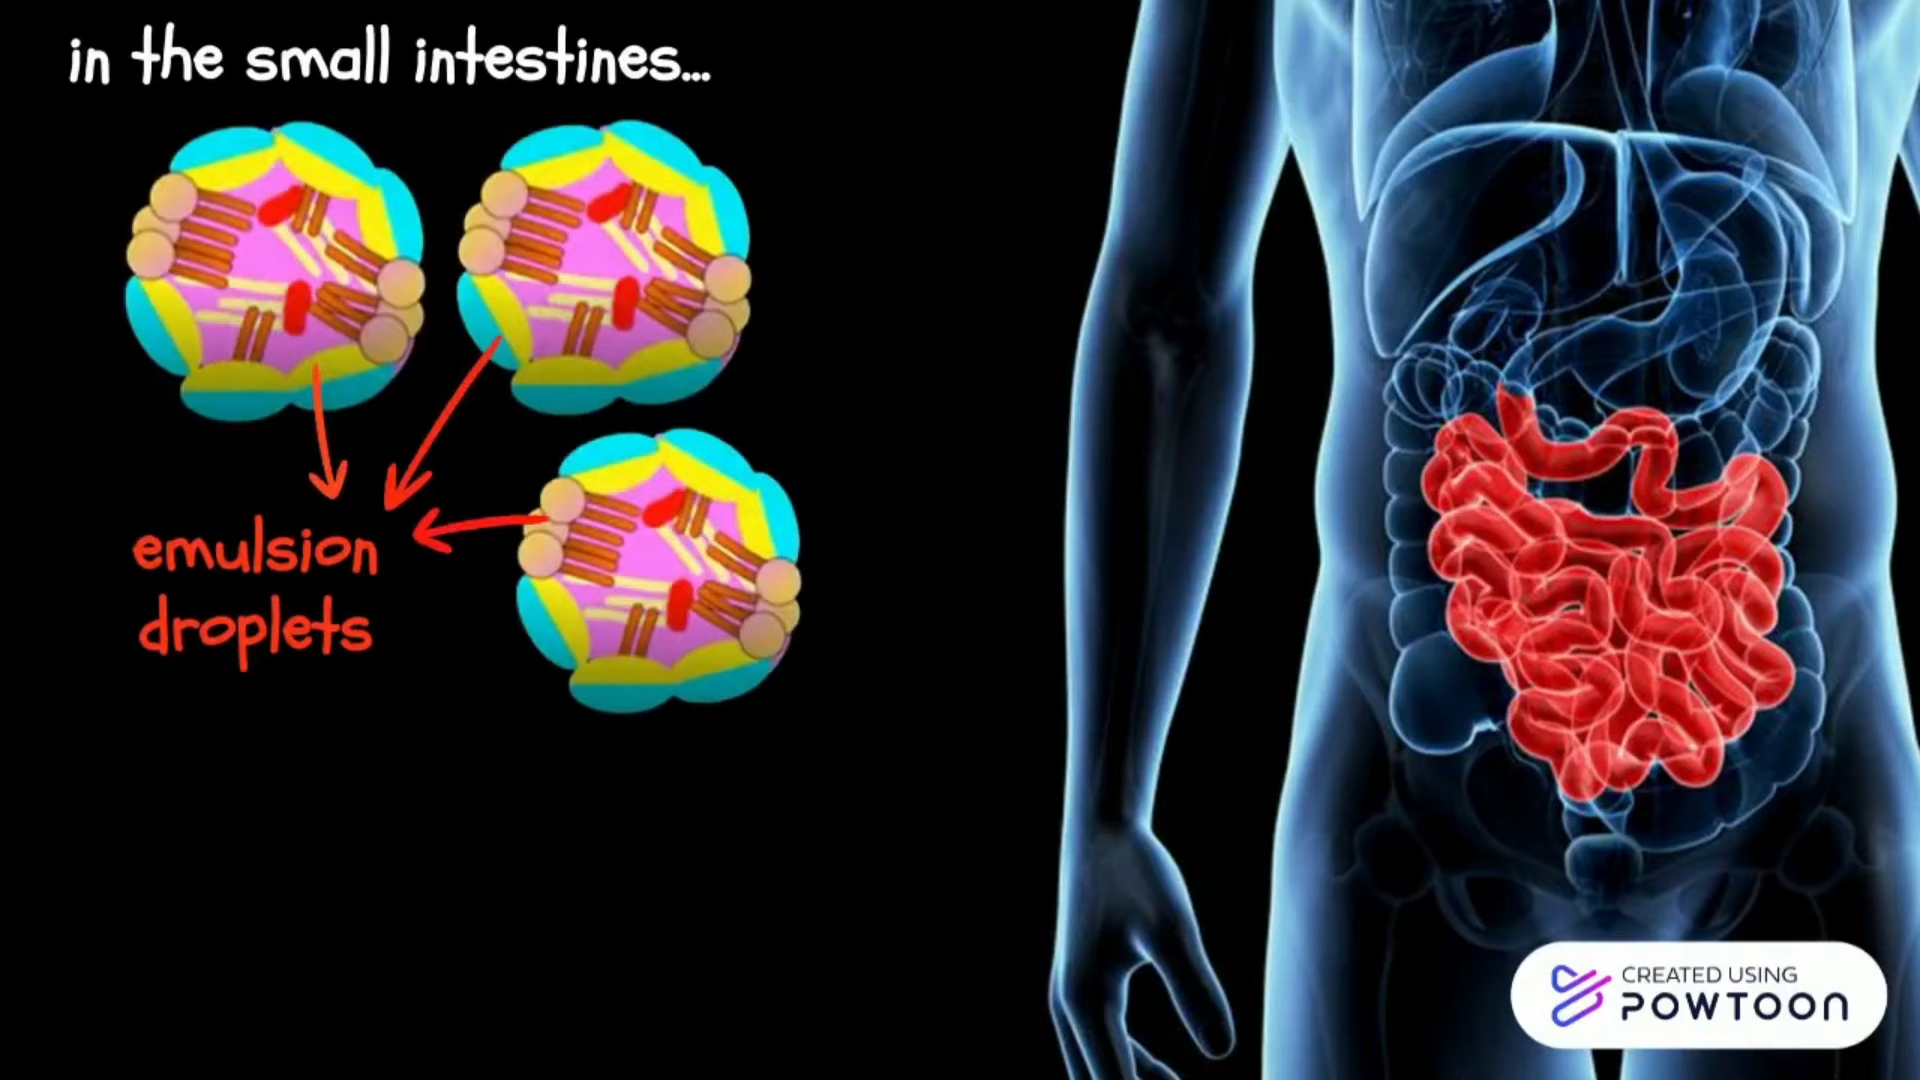 in the small intestines...
emulsion
droplets
CREATED USING
POWTOON